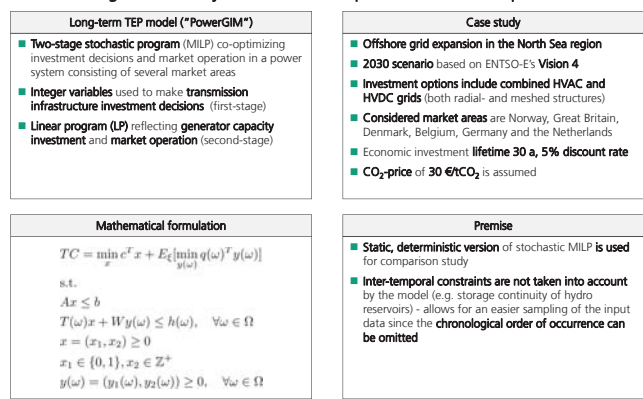 Long-term TEP model ("PowerGIM")
■ Two-stage stochastic program (MILP) co-optimizing
investment decisions and market operation in a power
system consisting of several market areas
■ Integer variables used to make transmission
infrastructure investment decisions (first-stage)
■ Linear program (LP) reflecting generator capacity
investment and market operation (second-stage)
Case study
■ Offshore grid expansion in the North Sea region
■ 2030 scenario based on ENTSO-E's Vision 4
■ Investment options include combined HVAC and
HVDC grids (both radial- and meshed structures)
■ Considered market areas are Norway, Great Britain,
Denmark, Belgium, Germany and the Netherlands
■ Economic investment lifetime 30 a, 5% discount rate
■ CO₂-price of 30 €/tCO₂ is assumed
Mathematical formulation
TC = min_x c^T x + E_ξ[min_{y(ω)} q(ω)^T y(ω)]
s.t.
Ax ≤ b
T(ω)x + Wy(ω) ≤ h(ω), ∀ω ∈ Ω
x = (x₁, x₂) ≥ 0
x₁ ∈ {0, 1}, x₂ ∈ ℤ⁺
y(ω) = (y₁(ω), y₂(ω)) ≥ 0, ∀ω ∈ Ω
Premise
■ Static, deterministic version of stochastic MILP is used
for comparison study
■ Inter-temporal constraints are not taken into account
by the model (e.g. storage continuity of hydro
reservoirs) - allows for an easier sampling of the input
data since the chronological order of occurrence can
be omitted